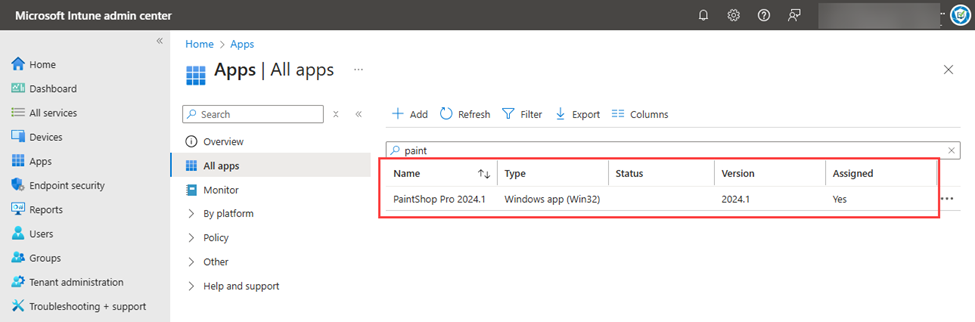 Microsoft Intune admin center
«
Home
Dashboard
All services
Devices
Apps
Endpoint security
Reports
Users
Groups
Tenant administration
Troubleshooting + support
Home > Apps
Apps | All apps ...
Search
«
Overview
All apps
Monitor
By platform
Policy
Other
Help and support
Add Refresh Filter Export Columns
paint
Name Type Status Version Assigned
PaintShop Pro 2024.1 Windows app (Win32) 2024.1 Yes ...